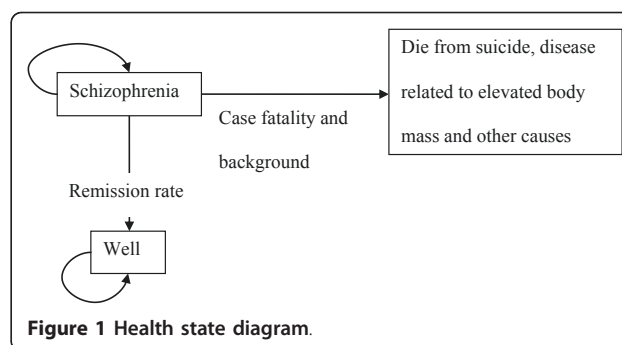 Schizophrenia
Die from suicide, disease
related to elevated body
mass and other causes
Case fatality and
background
Remission rate
Well
Figure 1 Health state diagram.